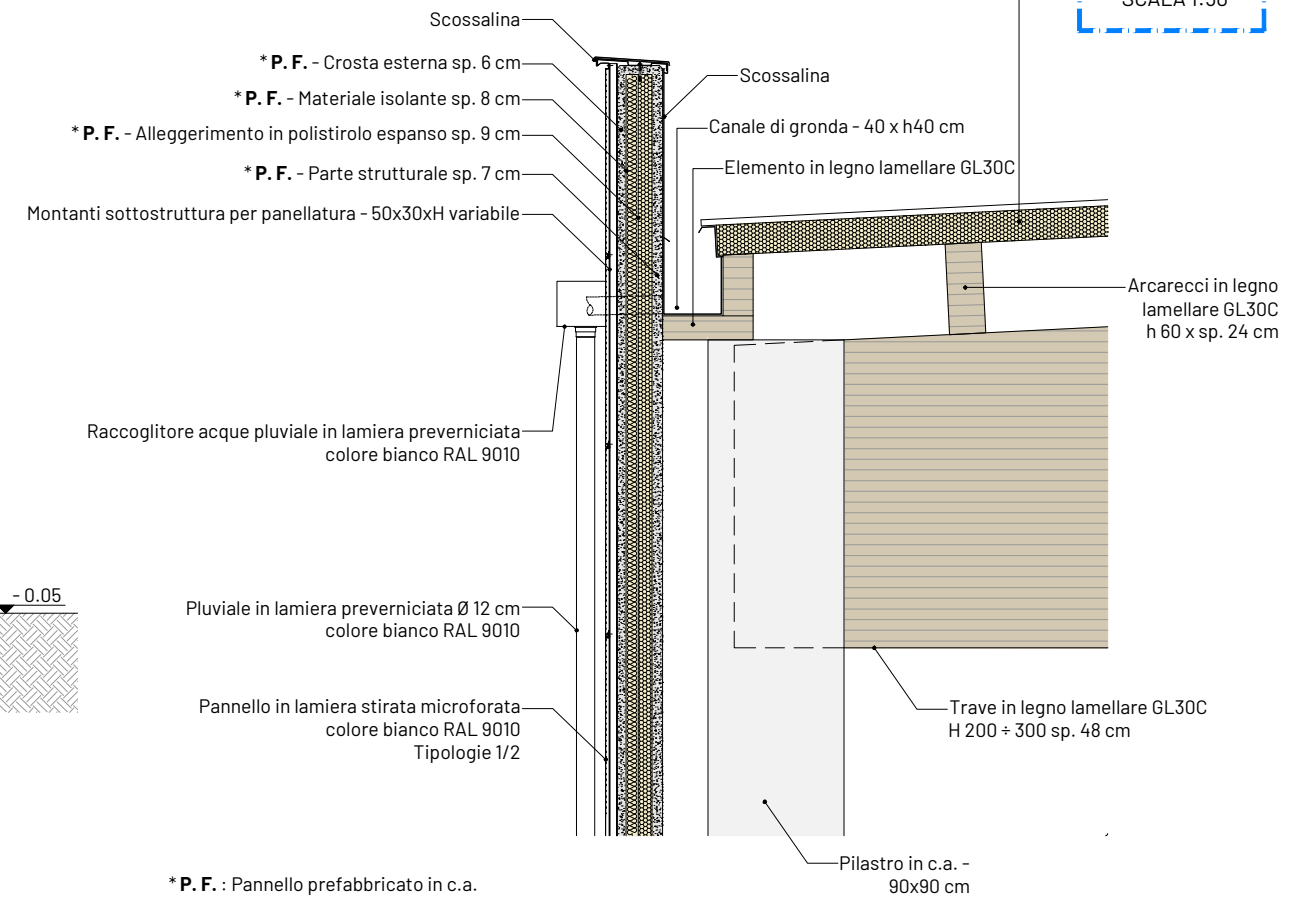 Scossalina
* P. F. - Crosta esterna sp. 6 cm
* P. F. - Materiale isolante sp. 8 cm
* P. F. - Alleggerimento in polistirolo espanso sp. 9 cm
* P. F. - Parte strutturale sp. 7 cm
Montanti sottostruttura per panellatura - 50x30xH variabile
Scossalina
Canale di gronda - 40 x h40 cm
Elemento in legno lamellare GL30C
Arcarecci in legno
lamellare GL30C
h 60 x sp. 24 cm
Raccoglitore acque pluviale in lamiera preverniciata
colore bianco RAL 9010
- 0.05
Pluviale in lamiera preverniciata Ø 12 cm
colore bianco RAL 9010
Pannello in lamiera stirata microforata
colore bianco RAL 9010
Tipologie 1/2
Trave in legno lamellare GL30C
H 200 ÷ 300 sp. 48 cm
Pilastro in c.a. -
90x90 cm
* P. F. : Pannello prefabbricato in c.a.